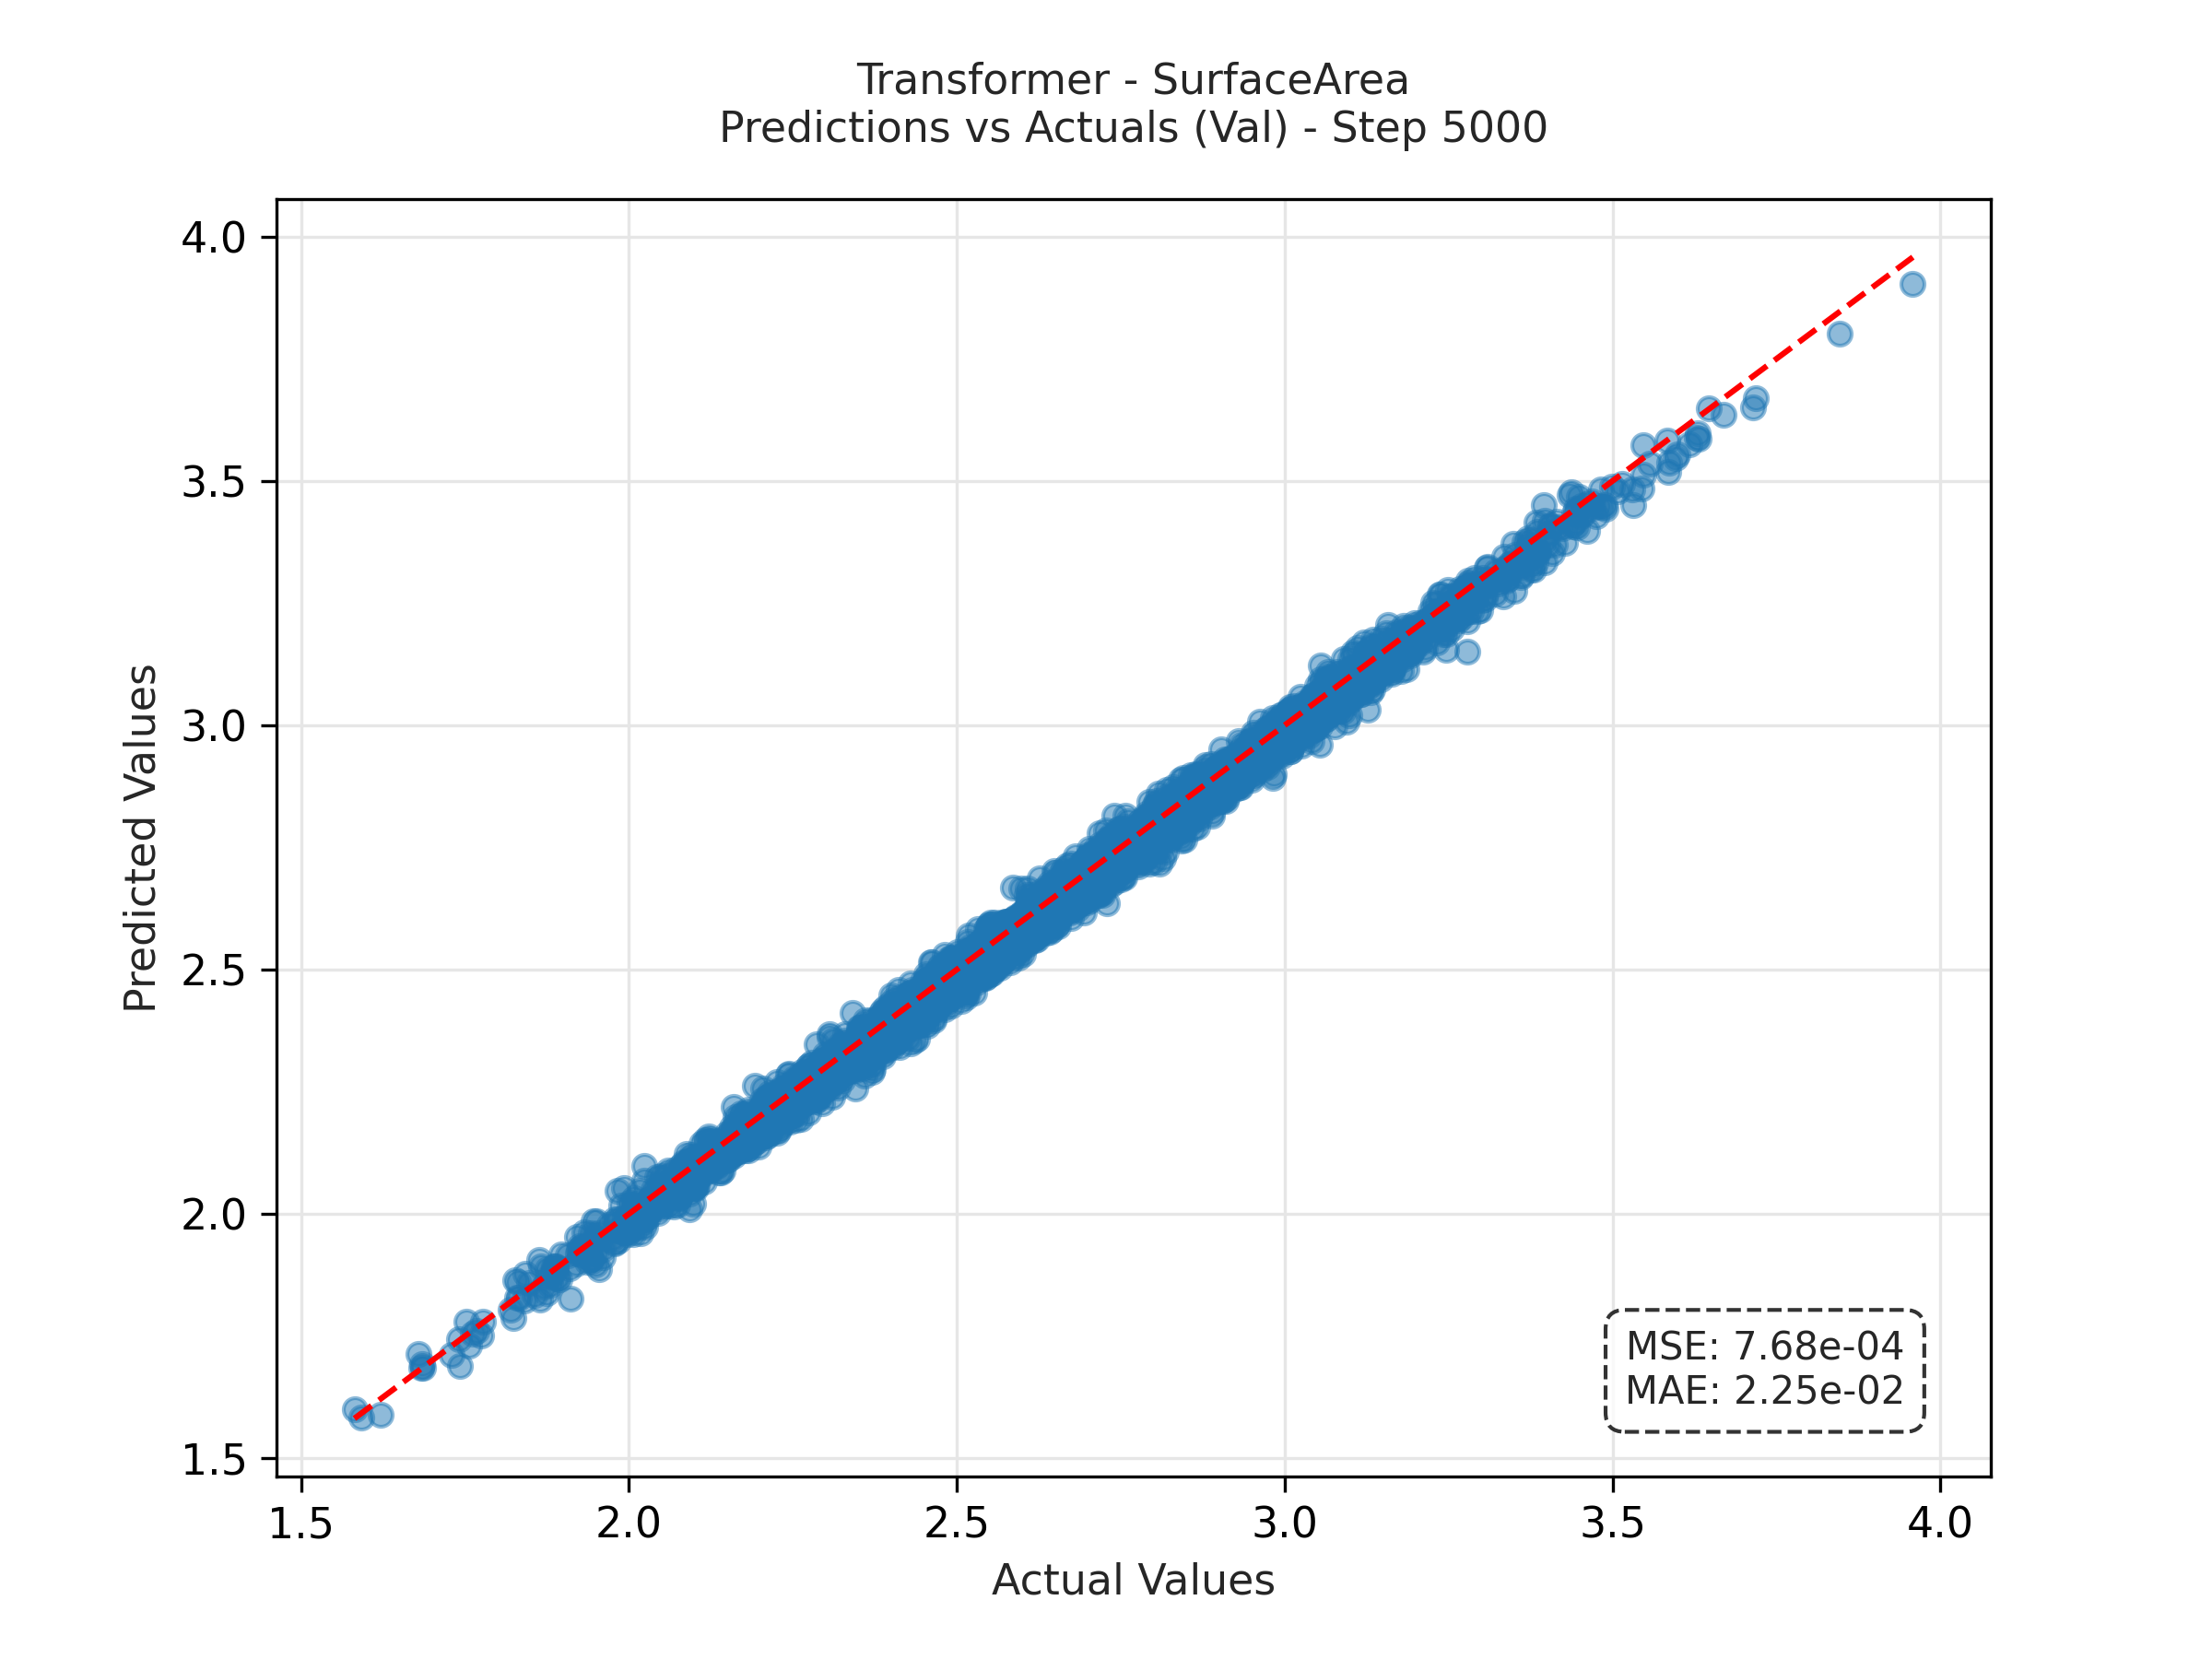 Transformer - SurfaceArea
Predictions vs Actuals (Val) - Step 5000
4.0
3.5
3.0
2.5
2.0
1.5
Predicted Values
MSE: 7.68e-04
MAE: 2.25e-02
1.5 2.0 2.5 3.0 3.5 4.0
Actual Values